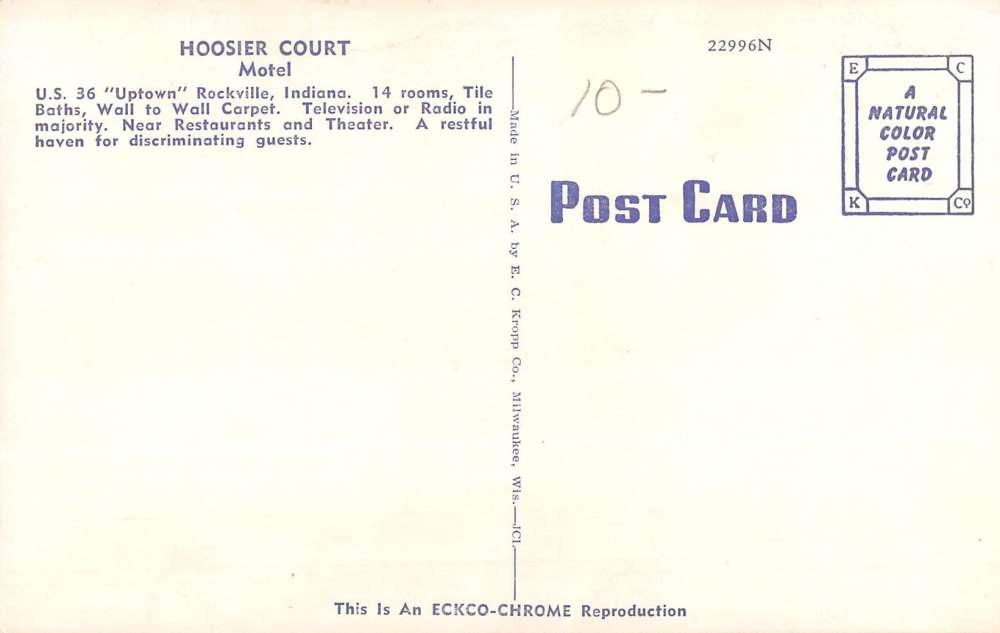 HOOSIER COURT
Motel
U.S. 36 "Uptown" Rockville, Indiana. 14 rooms, Tile
Baths, Wall to Wall Carpet. Television or Radio in
majority. Near Restaurants and Theater. A restful
haven for discriminating guests.
Made in U. S. A. by E. C. Kropp Co., Milwaukee, Wis.
22996N
10 -
POST CARD
E C
A
NATURAL
COLOR
POST
CARD
K Co
This Is An ECKCO-CHROME Reproduction